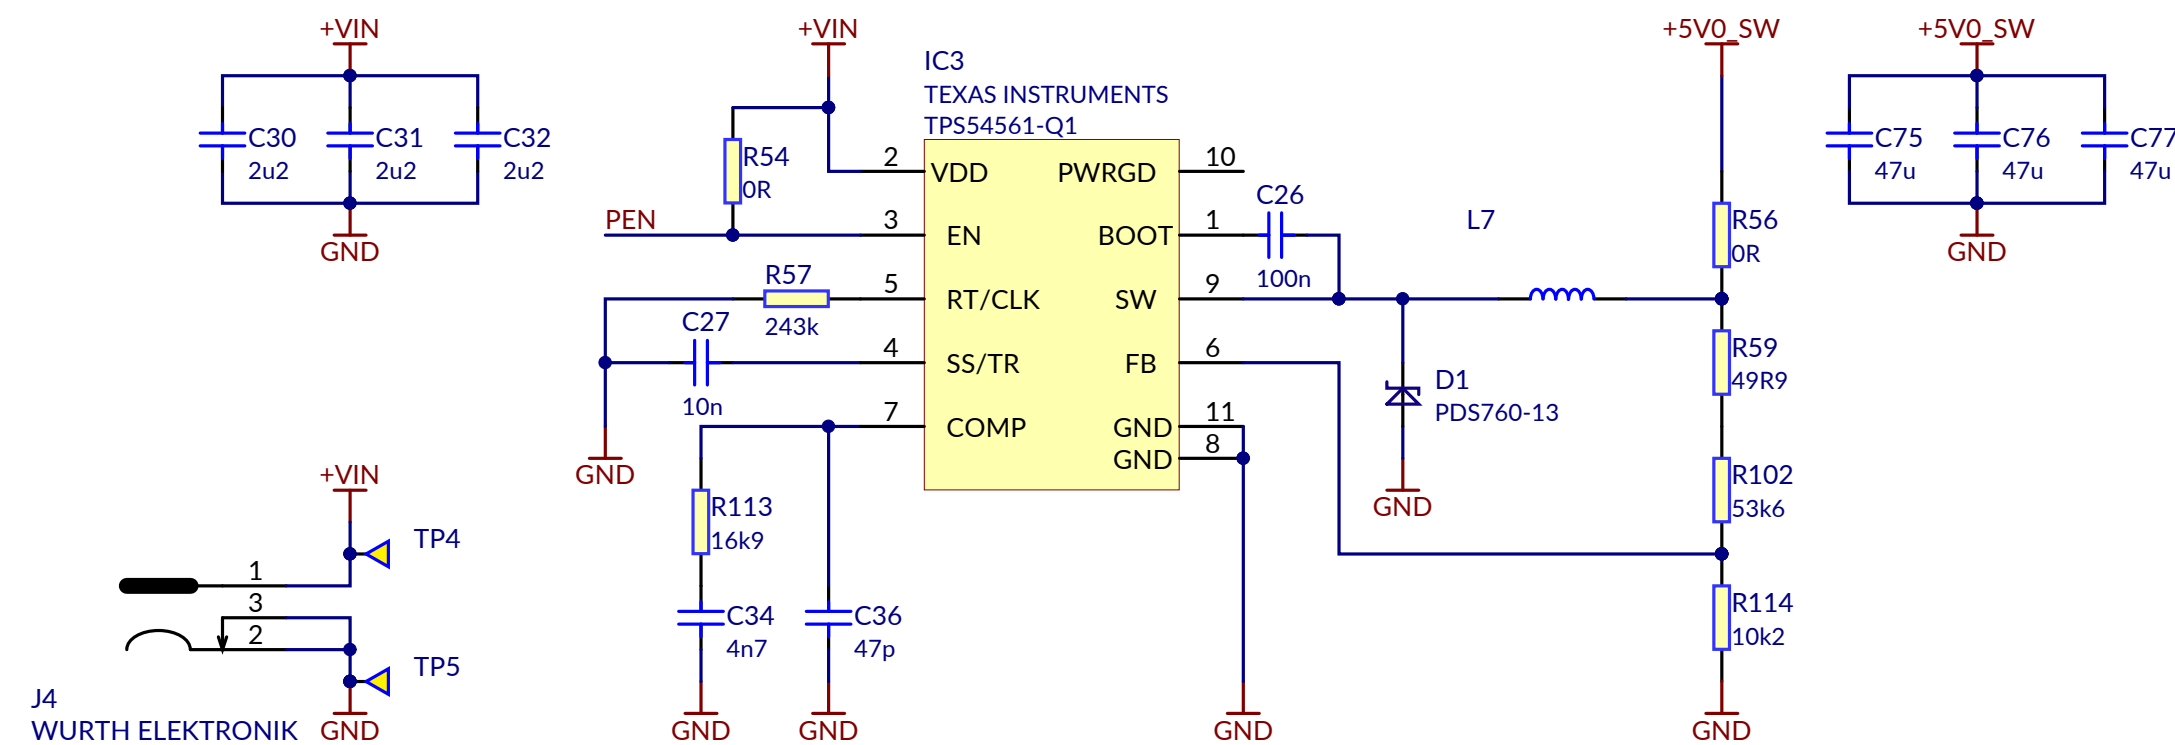 +VIN
C30
2u2
C31
2u2
C32
2u2
GND
+VIN
TP4
1
3
2
TP5
J4
WURTH ELEKTRONIK
GND
+VIN
R54
0R
PEN
R57
243k
C27
10n
GND
R113
16k9
C34
4n7
GND
C36
47p
GND
IC3
TEXAS INSTRUMENTS
TPS54561-Q1
2 VDD
3 EN
5 RT/CLK
4 SS/TR
7 COMP
PWRGD 10
BOOT 1
SW 9
FB 6
GND 11
GND 8
C26
100n
L7
D1
PDS760-13
GND
GND
+5V0_SW
R56
0R
R59
49R9
R102
53k6
R114
10k2
GND
+5V0_SW
C75
47u
C76
47u
C77
47u
GND